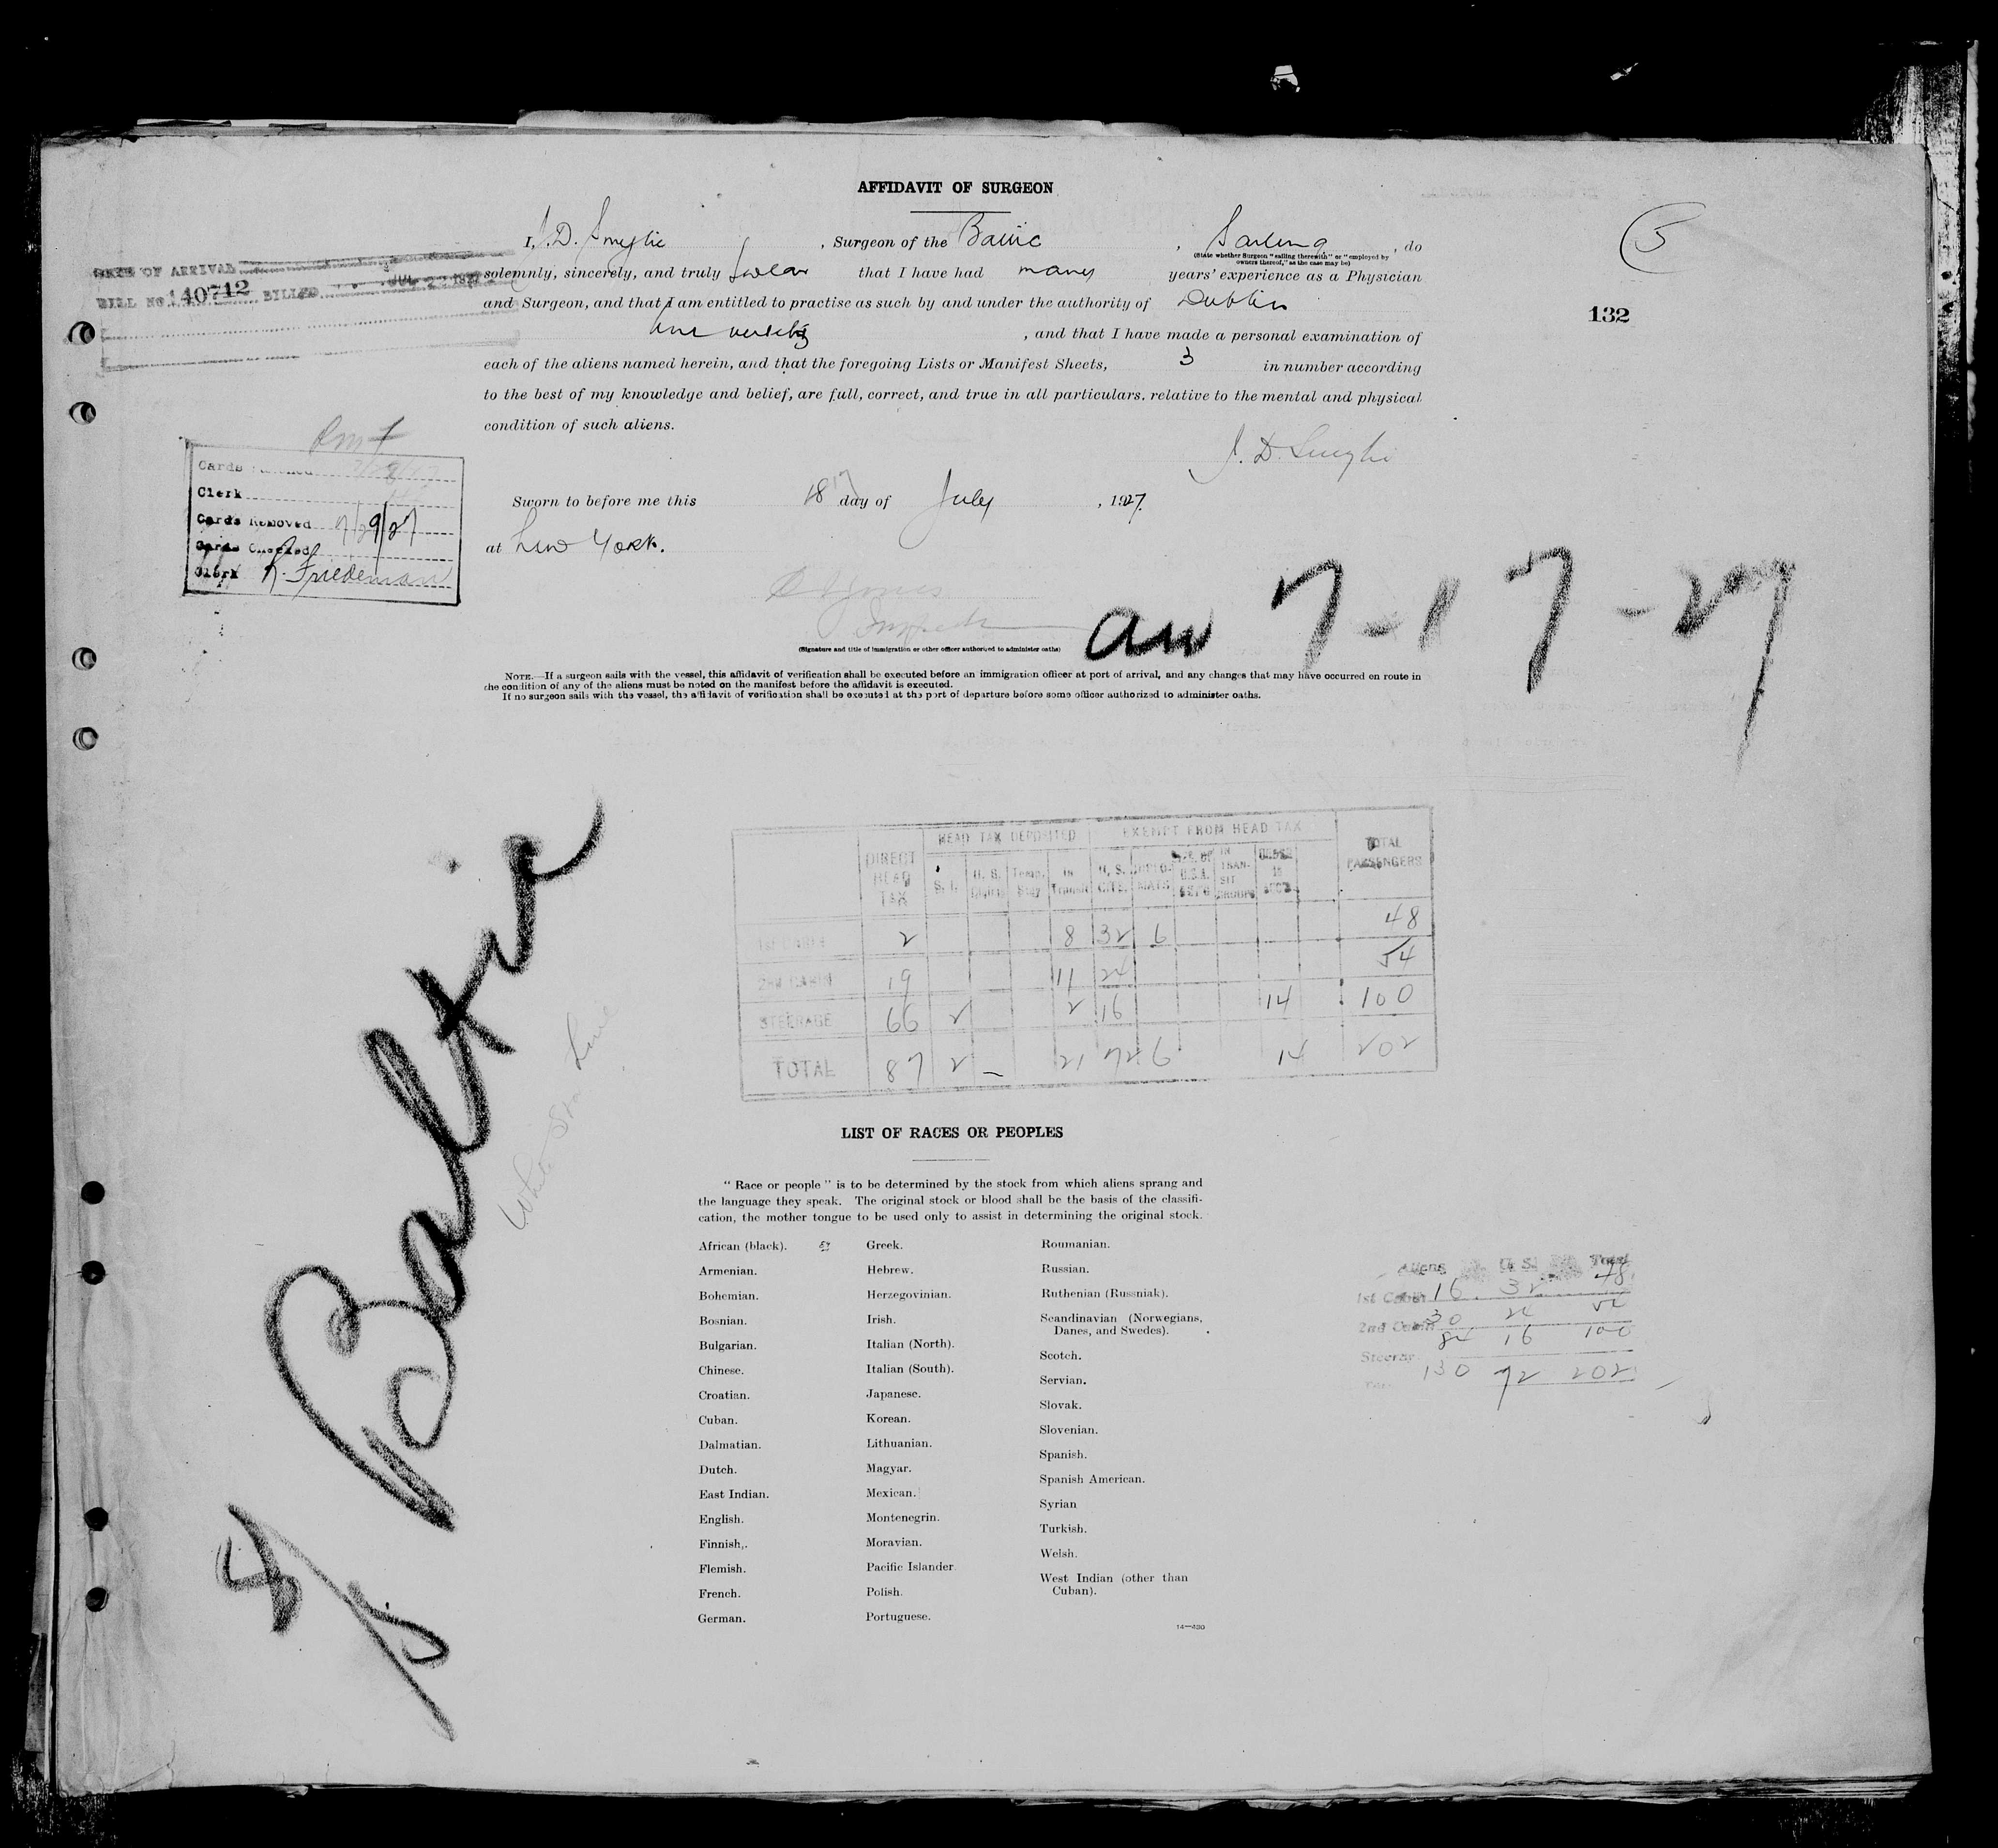 AFFIDAVIT OF SURGEON
I, J. D. , Surgeon of the Baltic , Sailing , do
(State whether Surgeon "sailing therewith" or "employed by
owners thereof," as the case may be)
solemnly, sincerely, and truly swear that I have had many years' experience as a Physician
and Surgeon, and that I am entitled to practise as such by and under the authority of Dublin
, and that I have made a personal examination of
each of the aliens named herein, and that the foregoing Lists or Manifest Sheets, 3 in number according
to the best of my knowledge and belief, are full, correct, and true in all particulars, relative to the mental and physical
condition of such aliens.
J. D.
Sworn to before me this 18 17 day of July , 1927.
at New York.
(Signature and title of immigration or other officer authorized to administer oaths)
NOTE.—If a surgeon sails with the vessel, this affidavit of verification shall be executed before an immigration officer at port of arrival, and any changes that may have occurred en route in
the condition of any of the aliens must be noted on the manifest before the affidavit is executed.
If no surgeon sails with the vessel, the affidavit of verification shall be executed at the port of departure before some officer authorized to administer oaths.
DATE OF ARRIVAL
BILL NO. 140712 BILLED JUL
5
132
Cards
Clerk
Cards Removed 7/29/27
Cards Checked
Clerk R. Friedeman
arr 7-17-27
S/S Baltic
White Star Line
HEAD TAX DEPOSITED EXEMPT FROM HEAD TAX
DIRECT HEAD TAX S. I. U. S. Temp. Stay In Transit U. S. CITS. DIPLO-MATS IN TRAN-SIT GROUPS TOTAL PASSENGERS
1st CABIN 2 8 32 6 48
2nd CABIN 19 11 24 54
STEERAGE 66 2 2 16 14 100
TOTAL 87 2 — 21 72 6 14 202
LIST OF RACES OR PEOPLES
"Race or people" is to be determined by the stock from which aliens sprang and
the language they speak. The original stock or blood shall be the basis of the classifi-
cation, the mother tongue to be used only to assist in determining the original stock.
African (black).
Armenian.
Bohemian.
Bosnian.
Bulgarian.
Chinese.
Croatian.
Cuban.
Dalmatian.
Dutch.
East Indian.
English.
Finnish.
Flemish.
French.
German.
Greek.
Hebrew.
Herzegovinian.
Irish.
Italian (North).
Italian (South).
Japanese.
Korean.
Lithuanian.
Magyar.
Mexican.
Montenegrin.
Moravian.
Pacific Islander.
Polish.
Portuguese.
Roumanian.
Russian.
Ruthenian (Russniak).
Scandinavian (Norwegians,
Danes, and Swedes).
Scotch.
Servian.
Slovak.
Slovenian.
Spanish.
Spanish American.
Syrian
Turkish.
Welsh.
West Indian (other than
Cuban).
14—430
Aliens U. S. Total
1st Cabin 16 32 48
2nd Cabin 30 24 54
Steerage 84 16 100
130 72 202